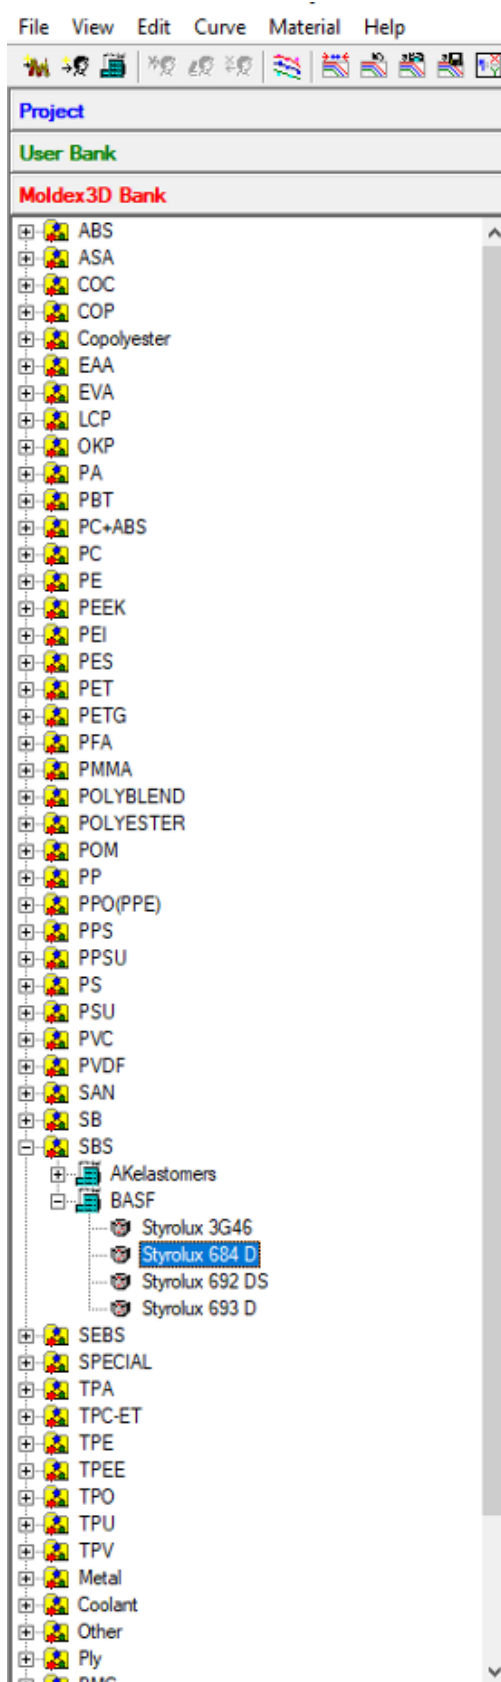 File View Edit Curve Material Help
Project
User Bank
Moldex3D Bank
ABS
ASA
COC
COP
Copolyester
EAA
EVA
LCP
OKP
PA
PBT
PC+ABS
PC
PE
PEEK
PEI
PES
PET
PETG
PFA
PMMA
POLYBLEND
POLYESTER
POM
PP
PPO(PPE)
PPS
PPSU
PS
PSU
PVC
PVDF
SAN
SB
SBS
AKelastomers
BASF
Styrolux 3G46
Styrolux 684 D
Styrolux 692 DS
Styrolux 693 D
SEBS
SPECIAL
TPA
TPC-ET
TPE
TPEE
TPO
TPU
TPV
Metal
Coolant
Other
Ply